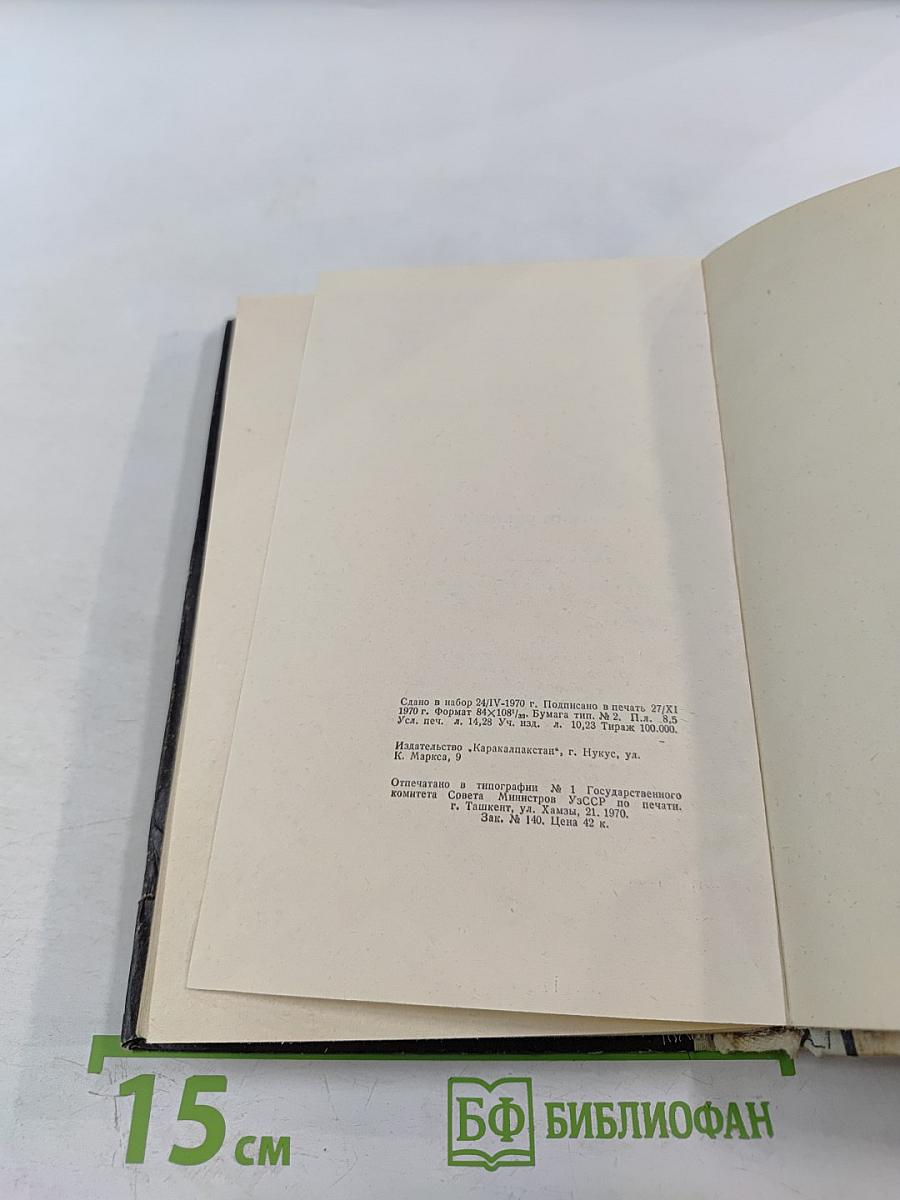 Сдано в набор 24/IV-1970 г. Подписано в печать 27/XI
1970 г. Формат 84×108¹/₃₂. Бумага тип. № 2. П.л. 8,5
Усл. печ. л. 14,28 Уч. изд. л. 10,23 Тираж 100.000.
Издательство „Каракалпакстан“, г. Нукус, ул.
К. Маркса, 9
Отпечатано в типографии № 1 Государственного
комитета Совета Министров УзССР по печати.
г. Ташкент, ул. Хамзы, 21. 1970.
Зак. № 140. Цена 42 к.
15 см
БФ БИБЛИОФАН